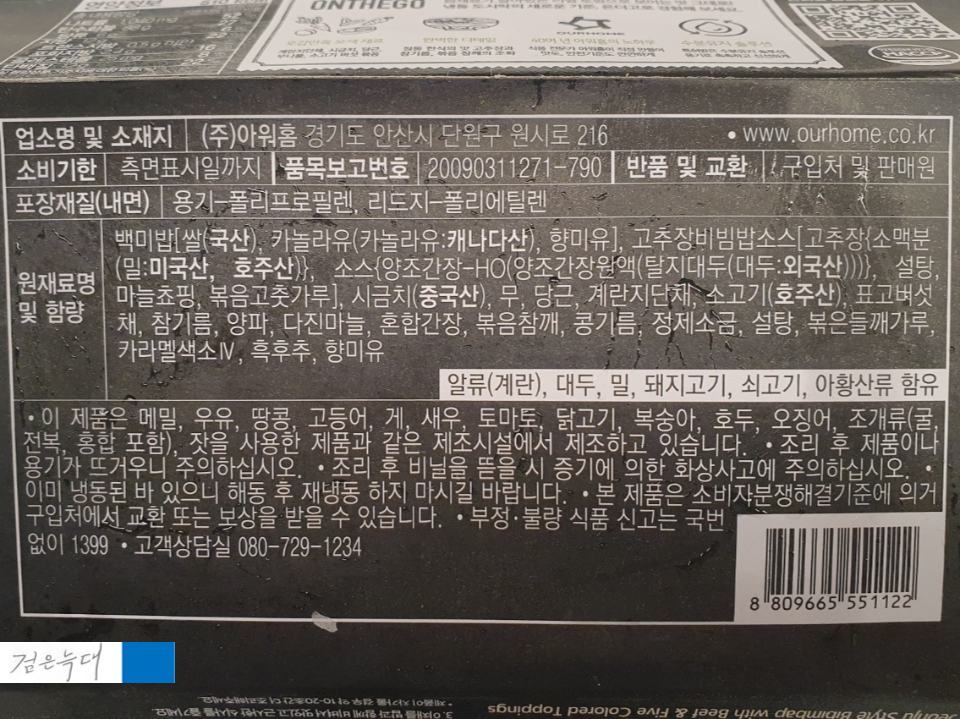 영양정보
ONTHEGO
OURHOME
업소명 및 소재지 (주)아워홈 경기도 안산시 단원구 원시로 216 • www.ourhome.co.kr
소비기한 측면표시일까지 품목보고번호 20090311271-790 반품 및 교환 구입처 및 판매원
포장재질(내면) 용기-폴리프로필렌, 리드지-폴리에틸렌
원재료명 및 함량
백미밥[쌀(국산), 카놀라유(카놀라유:캐나다산), 향미유], 고추장비빔밥소스[고추장{소맥분
(밀:미국산, 호주산)}, 소스{양조간장-HO(양조간장원액(탈지대두(대두:외국산)))}, 설탕,
마늘쵸핑, 볶음고춧가루], 시금치(중국산), 무, 당근, 계란지단채, 소고기(호주산), 표고버섯
채, 참기름, 양파, 다진마늘, 혼합간장, 볶음참깨, 콩기름, 정제소금, 설탕, 볶은들깨가루,
카라멜색소Ⅳ, 흑후추, 향미유
알류(계란), 대두, 밀, 돼지고기, 쇠고기, 아황산류 함유
• 이 제품은 메밀, 우유, 땅콩, 고등어, 게, 새우, 토마토, 닭고기, 복숭아, 호두, 오징어, 조개류(굴,
전복, 홍합 포함), 잣을 사용한 제품과 같은 제조시설에서 제조하고 있습니다. • 조리 후 제품이나
용기가 뜨거우니 주의하십시오. • 조리 후 비닐을 뜯을 시 증기에 의한 화상사고에 주의하십시오. •
이미 냉동된 바 있으니 해동 후 재냉동 하지 마시길 바랍니다. • 본 제품은 소비자분쟁해결기준에 의거
구입처에서 교환 또는 보상을 받을 수 있습니다. • 부정·불량 식품 신고는 국번
없이 1399 • 고객상담실 080-729-1234
8 809665 551122
검은늑대
Jeonju Style Bibimbap with Beef & Five Colored Toppings